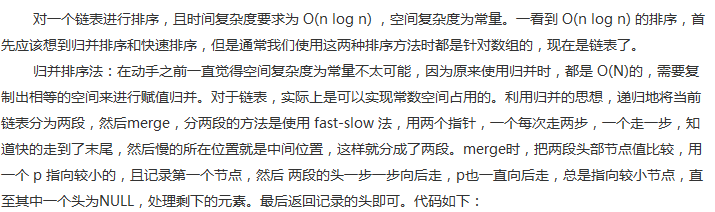 对一个链表进行排序，且时间复杂度要求为 O(n log n) ，空间复杂度为常量。一看到 O(n log n) 的排序，首
先应该想到归并排序和快速排序，但是通常我们使用这两种排序方法时都是针对数组的，现在是链表了。
归并排序法：在动手之前一直觉得空间复杂度为常量不太可能，因为原来使用归并时，都是 O(N)的，需要复
制出相等的空间来进行赋值归并。对于链表，实际上是可以实现常数空间占用的。利用归并的思想，递归地将当前
链表分为两段，然后merge，分两段的方法是使用 fast-slow 法，用两个指针，一个每次走两步，一个走一步，知
道快的走到了末尾，然后慢的所在位置就是中间位置，这样就分成了两段。merge时，把两段头部节点值比较，用
一个 p 指向较小的，且记录第一个节点，然后 两段的头一步一步向后走，p也一直向后走，总是指向较小节点，直
至其中一个头为NULL，处理剩下的元素。最后返回记录的头即可。代码如下：